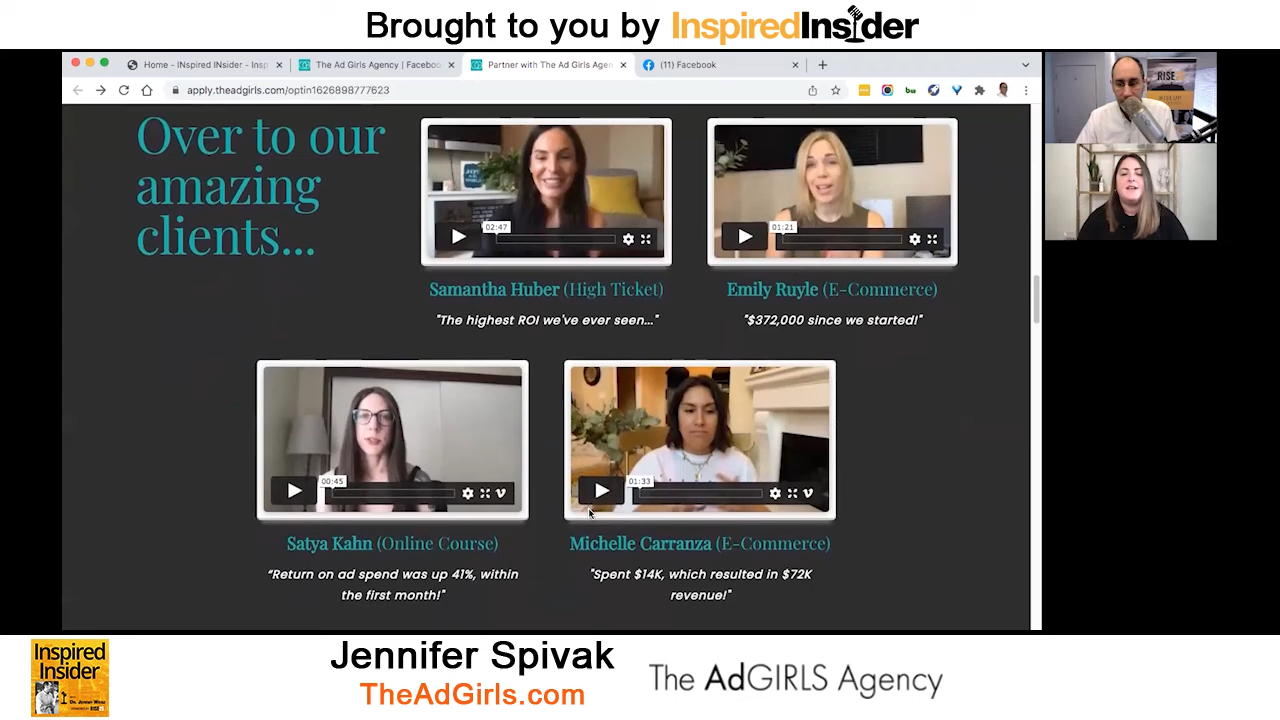 Brought to you by InspiredInsider
Home - INspired INsider - Insp
The Ad Girls Agency | Faceboo
Partner with The Ad Girls Agen
(11) Facebook
apply.theadgirls.com/optin1626898777623
RISE
Over to our
amazing
clients...
02:47
01:21
Samantha Huber (High Ticket)
Emily Ruyle (E-Commerce)
"The highest ROI we've ever seen..."
"$372,000 since we started!"
00:45
01:33
Satya Kahn (Online Course)
Michelle Carranza (E-Commerce)
“Return on ad spend was up 41%, within
the first month!"
"Spent $14K, which resulted in $72K
revenue!"
Inspired
Insider
Jennifer Spivak
TheAdGirls.com
The AdGIRLS Agency